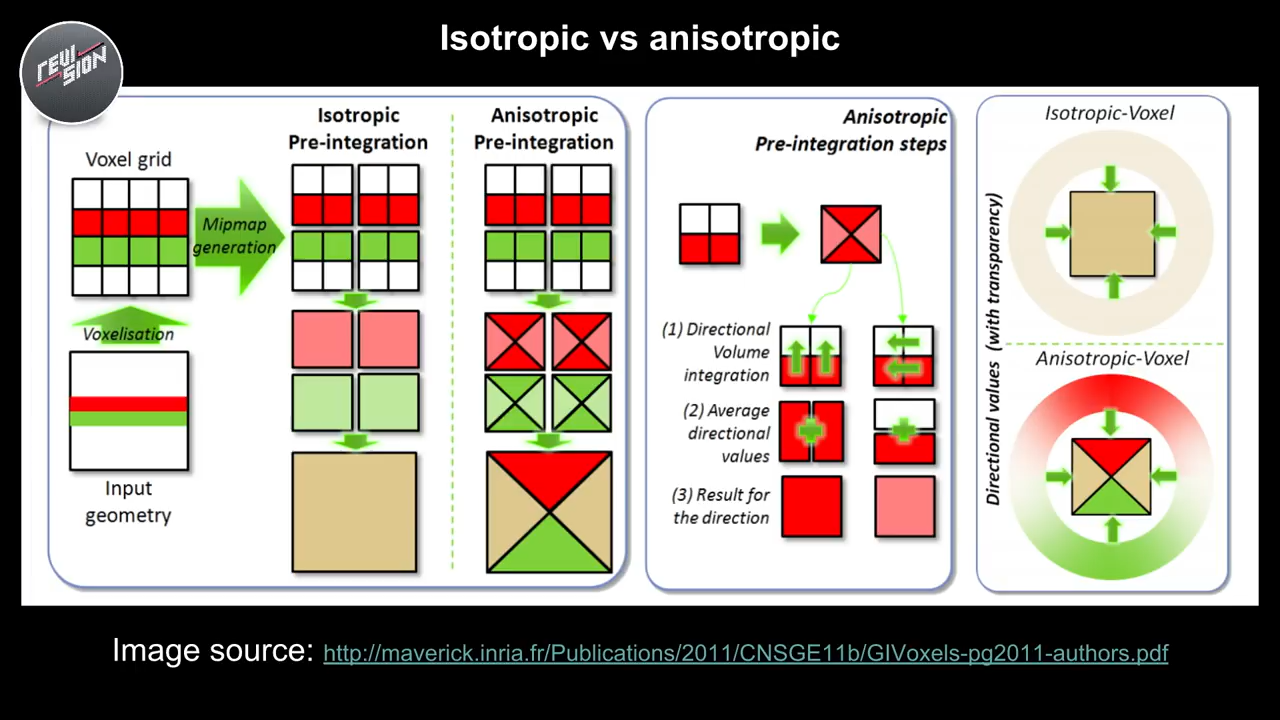 Isotropic vs anisotropic
REVI
SION
Isotropic
Pre-integration
Anisotropic
Pre-integration
Voxel grid
Mipmap
generation
Voxelisation
Input
geometry
Anisotropic
Pre-integration steps
(1) Directional
Volume
integration
(2) Average
directional
values
(3) Result for
the direction
Directional values (with transparency)
Isotropic-Voxel
Anisotropic-Voxel
Image source: http://maverick.inria.fr/Publications/2011/CNSGE11b/GIVoxels-pg2011-authors.pdf